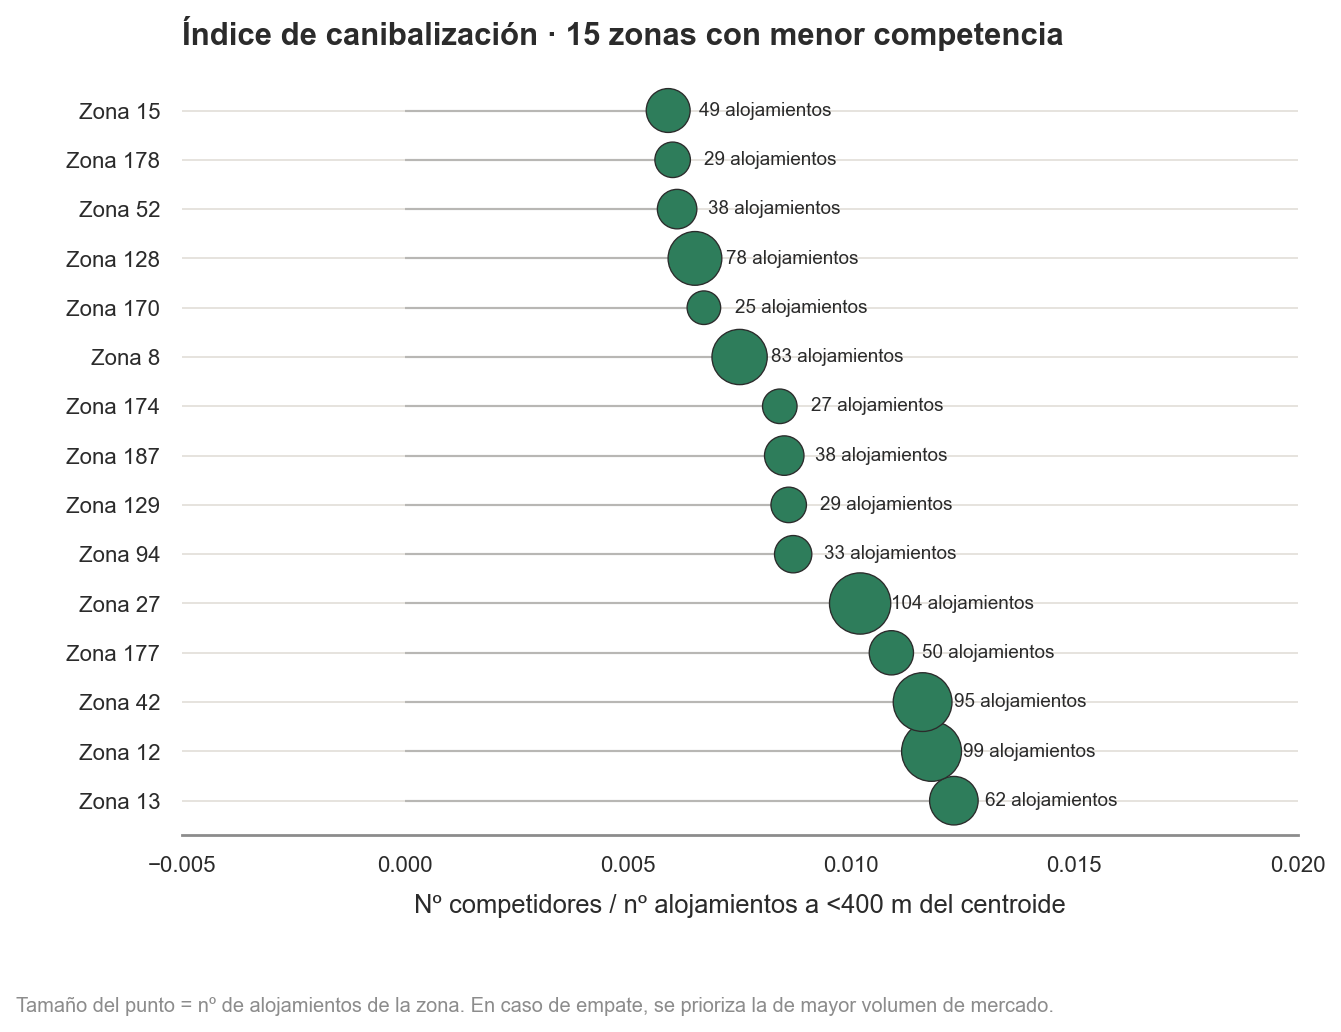 Índice de canibalización · 15 zonas con menor competencia
Zona 15 49 alojamientos
Zona 178 29 alojamientos
Zona 52 38 alojamientos
Zona 128 78 alojamientos
Zona 170 25 alojamientos
Zona 8 83 alojamientos
Zona 174 27 alojamientos
Zona 187 38 alojamientos
Zona 129 29 alojamientos
Zona 94 33 alojamientos
Zona 27 104 alojamientos
Zona 177 50 alojamientos
Zona 42 95 alojamientos
Zona 12 99 alojamientos
Zona 13 62 alojamientos
−0.005 0.000 0.005 0.010 0.015 0.020
Nº competidores / nº alojamientos a <400 m del centroide
Tamaño del punto = nº de alojamientos de la zona. En caso de empate, se prioriza la de mayor volumen de mercado.